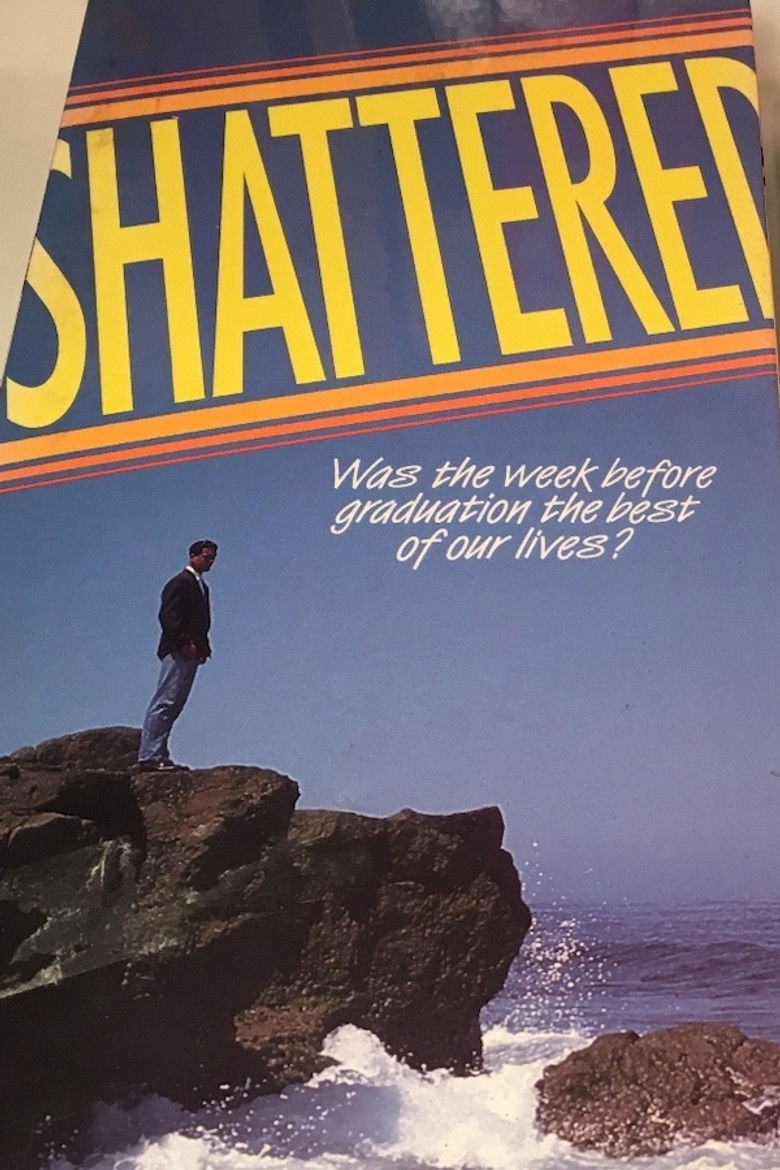 SHATTERED
Was the week before
graduation the best
of our lives?